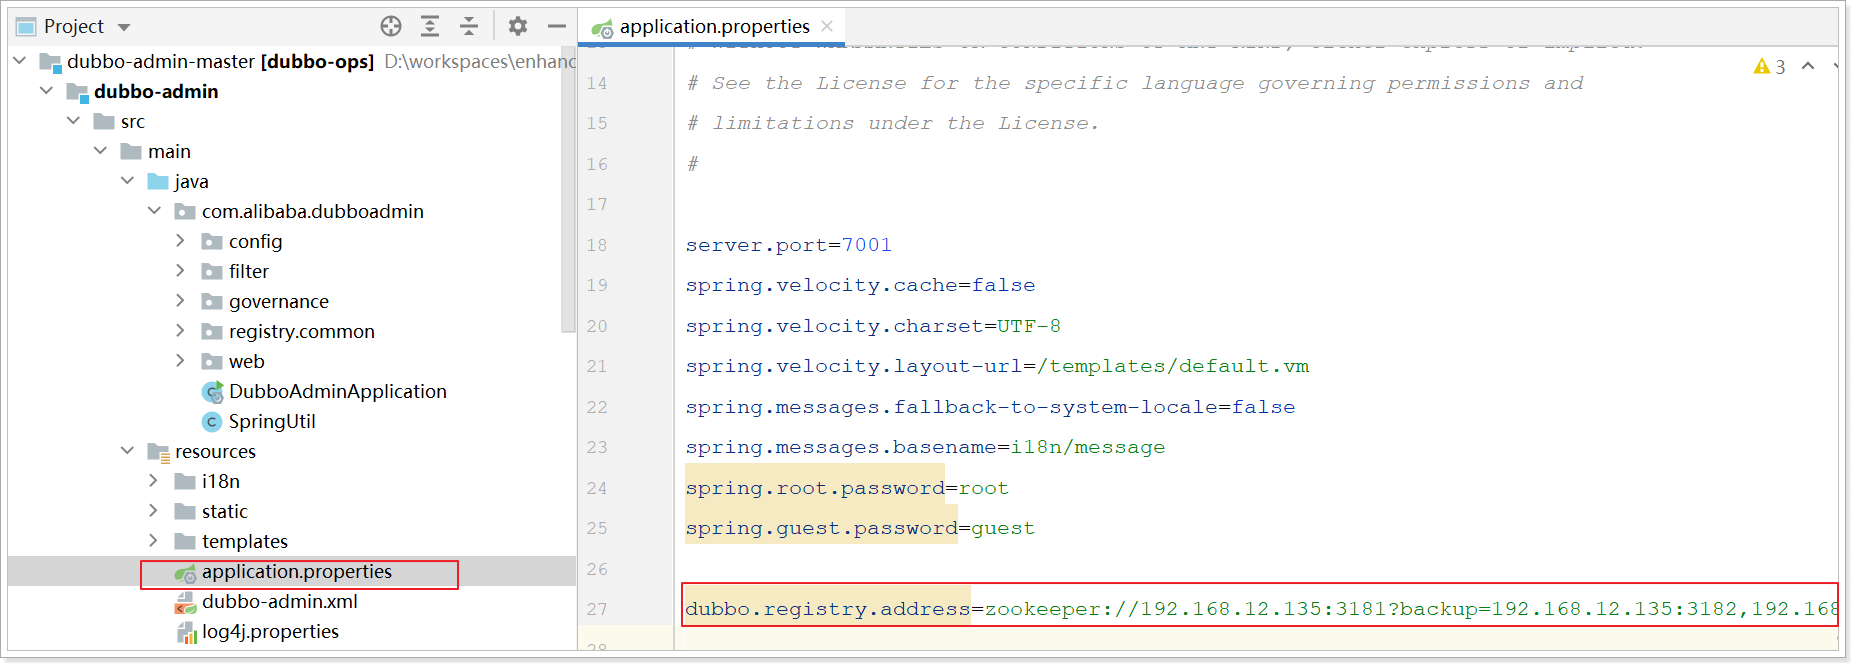 Project
dubbo-admin-master [dubbo-ops] D:\workspaces\enhanc
dubbo-admin
src
main
java
com.alibaba.dubboadmin
config
filter
governance
registry.common
web
DubboAdminApplication
SpringUtil
resources
i18n
static
templates
application.properties
dubbo-admin.xml
log4j.properties
application.properties
3
14 # See the License for the specific language governing permissions and
15 # limitations under the License.
16 #
17
18 server.port=7001
19 spring.velocity.cache=false
20 spring.velocity.charset=UTF-8
21 spring.velocity.layout-url=/templates/default.vm
22 spring.messages.fallback-to-system-locale=false
23 spring.messages.basename=i18n/message
24 spring.root.password=root
25 spring.guest.password=guest
26
27 dubbo.registry.address=zookeeper://192.168.12.135:3181?backup=192.168.12.135:3182,192.168
28